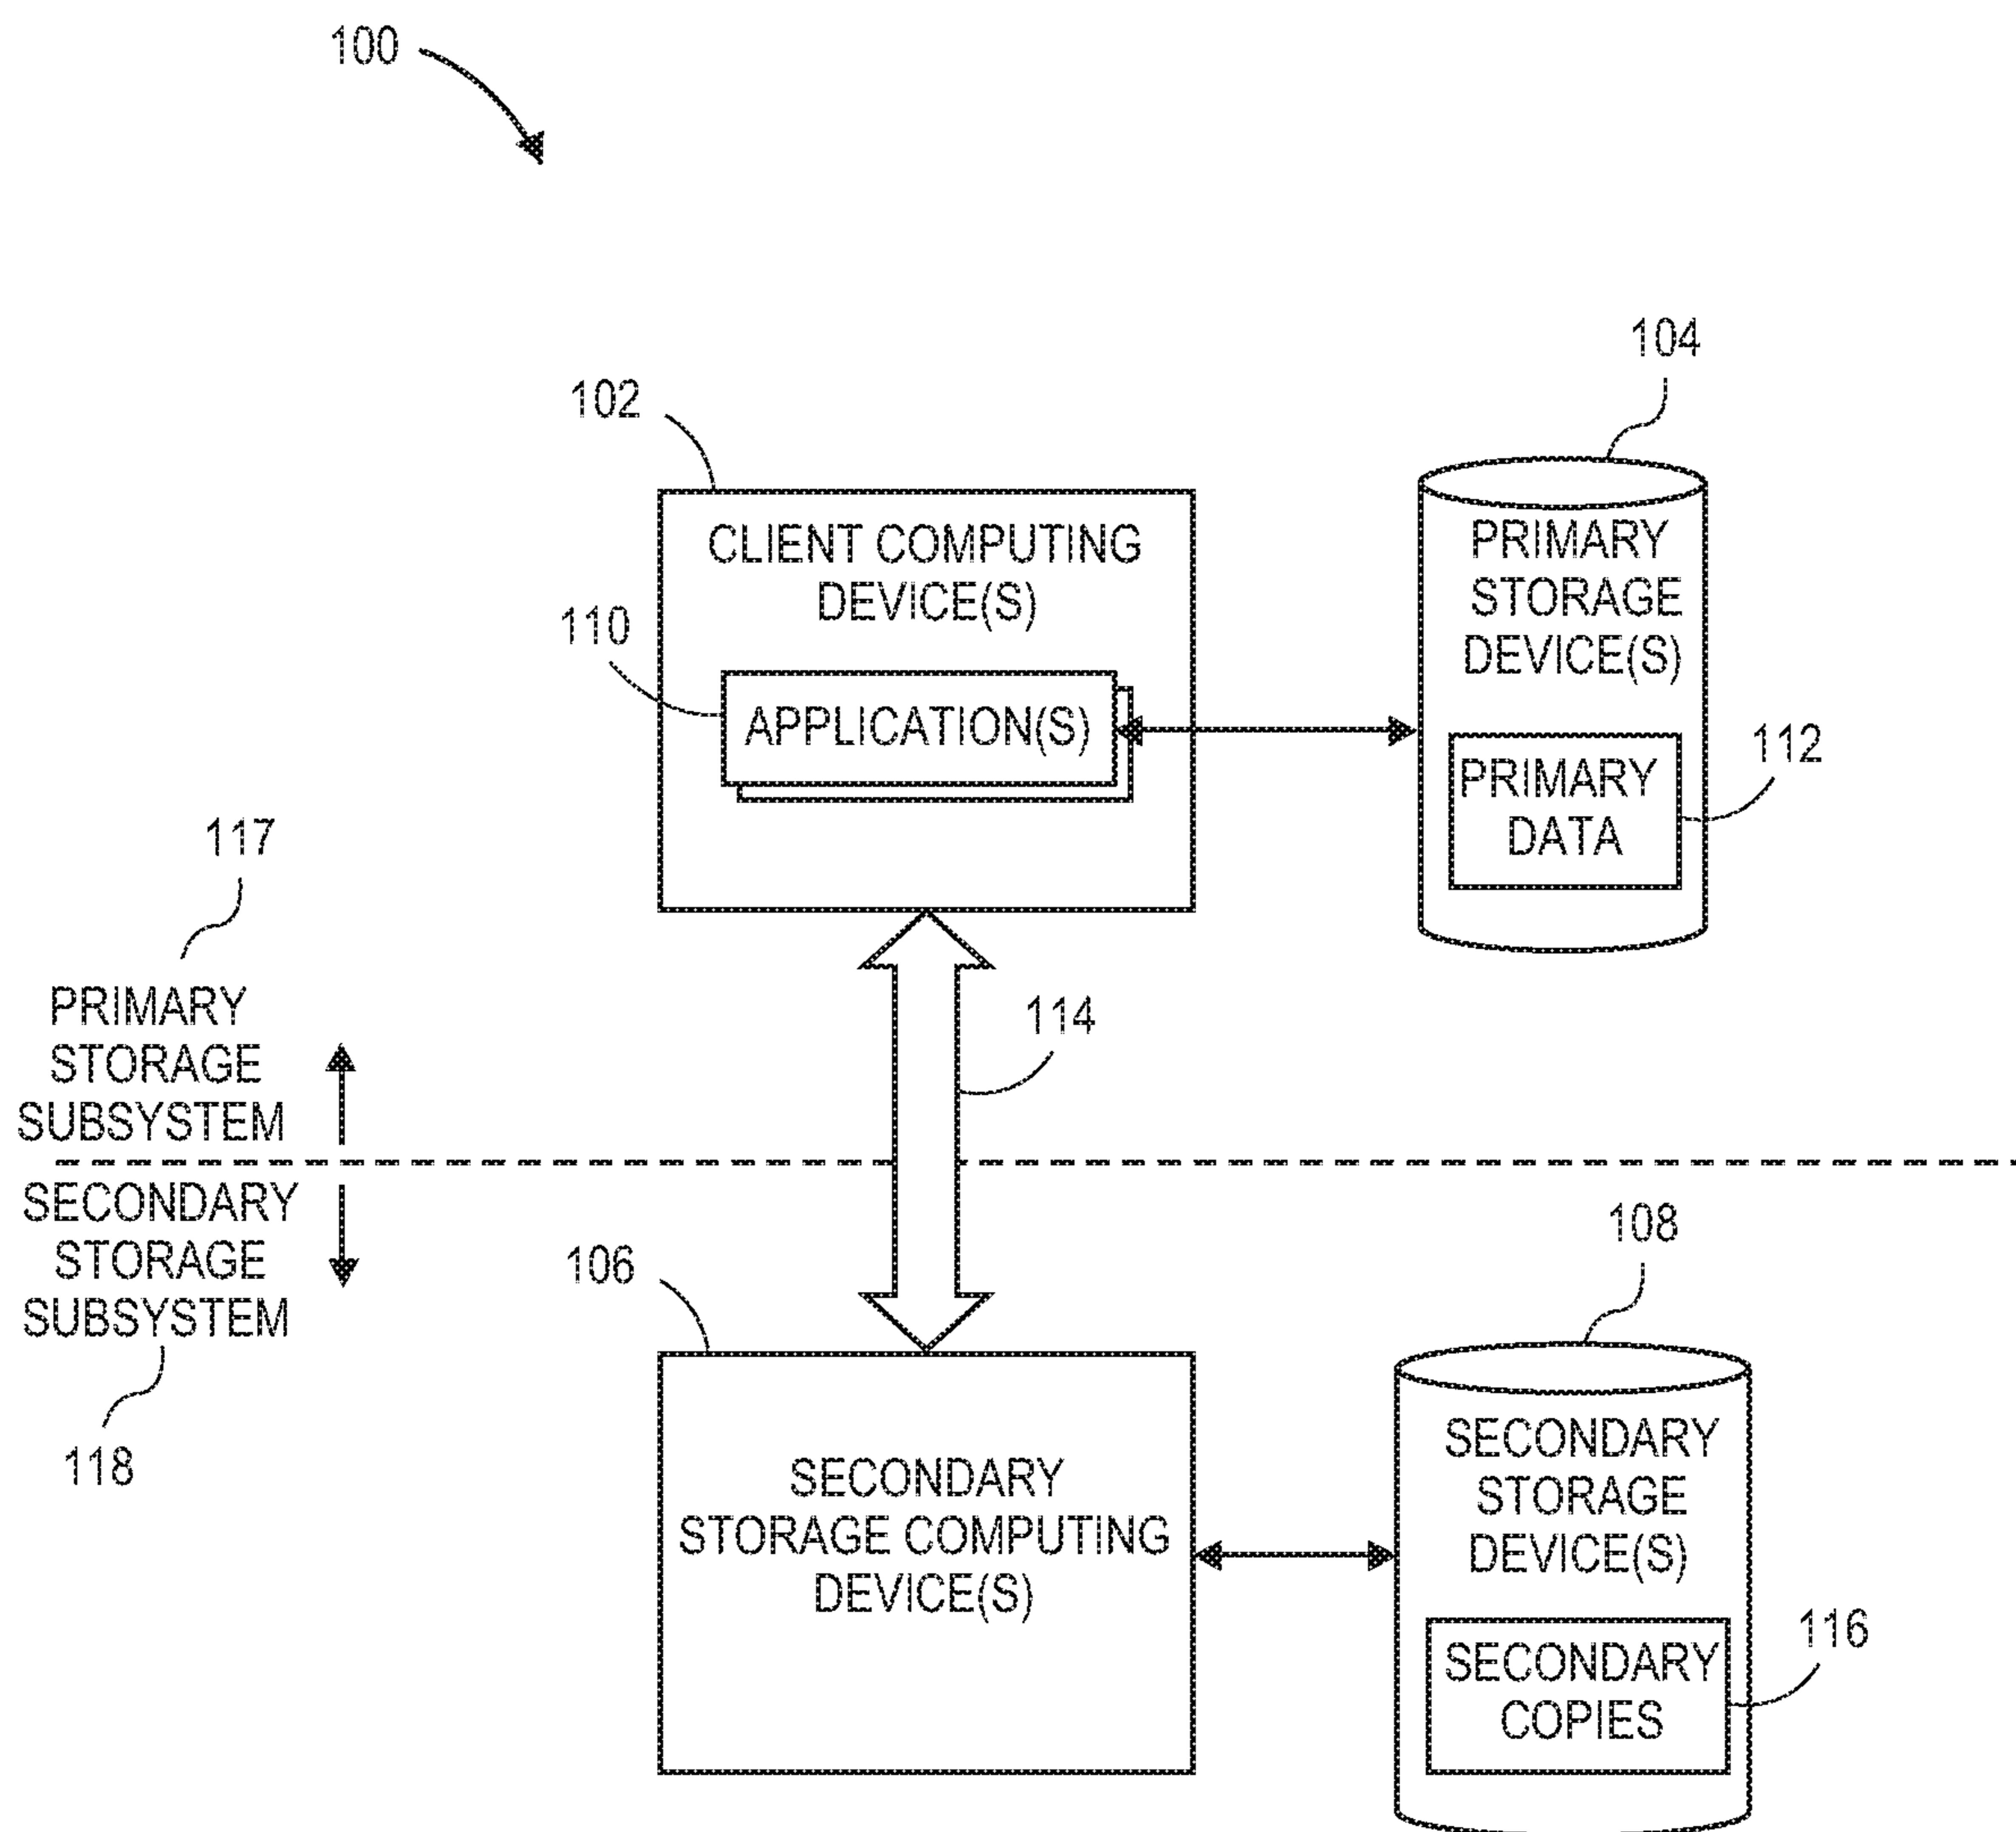 100
104
102
CLIENT COMPUTING
DEVICE(S)
PRIMARY
STORAGE
DEVICE(S)
110
APPLICATION(S)
PRIMARY
DATA
112
117
PRIMARY
STORAGE
SUBSYSTEM
114
SECONDARY
STORAGE
SUBSYSTEM
118
106
108
SECONDARY
STORAGE COMPUTING
DEVICE(S)
SECONDARY
STORAGE
DEVICE(S)
SECONDARY
COPIES
116